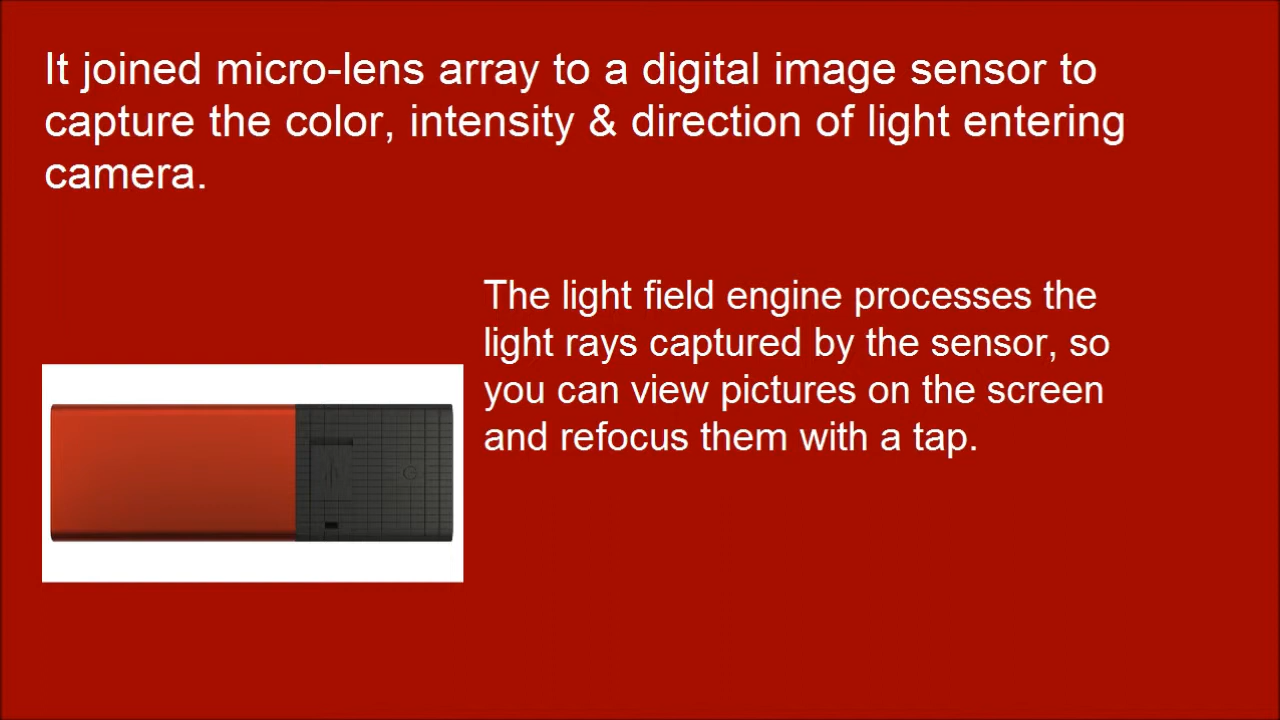 It joined micro-lens array to a digital image sensor to
capture the color, intensity & direction of light entering
camera.
The light field engine processes the
light rays captured by the sensor, so
you can view pictures on the screen
and refocus them with a tap.